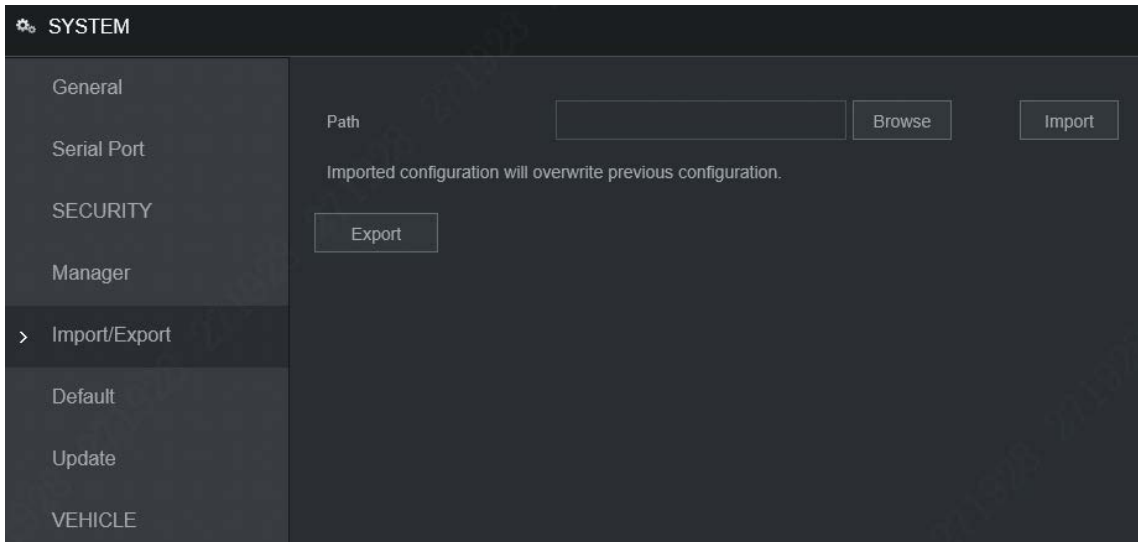 SYSTEM
General
Serial Port
SECURITY
Manager
> Import/Export
Default
Update
VEHICLE
Path
Browse
Import
Imported configuration will overwrite previous configuration.
Export